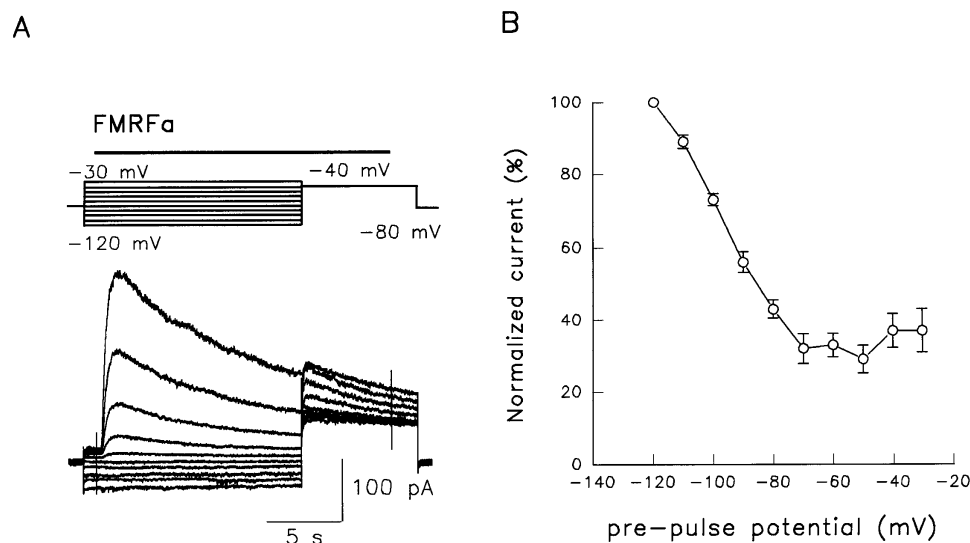 A
FMRFa
-30 mV
-40 mV
-120 mV
-80 mV
100 pA
5 s
B
Normalized current (%)
100
80
60
40
20
0
-140 -120 -100 -80 -60 -40 -20
pre-pulse potential (mV)